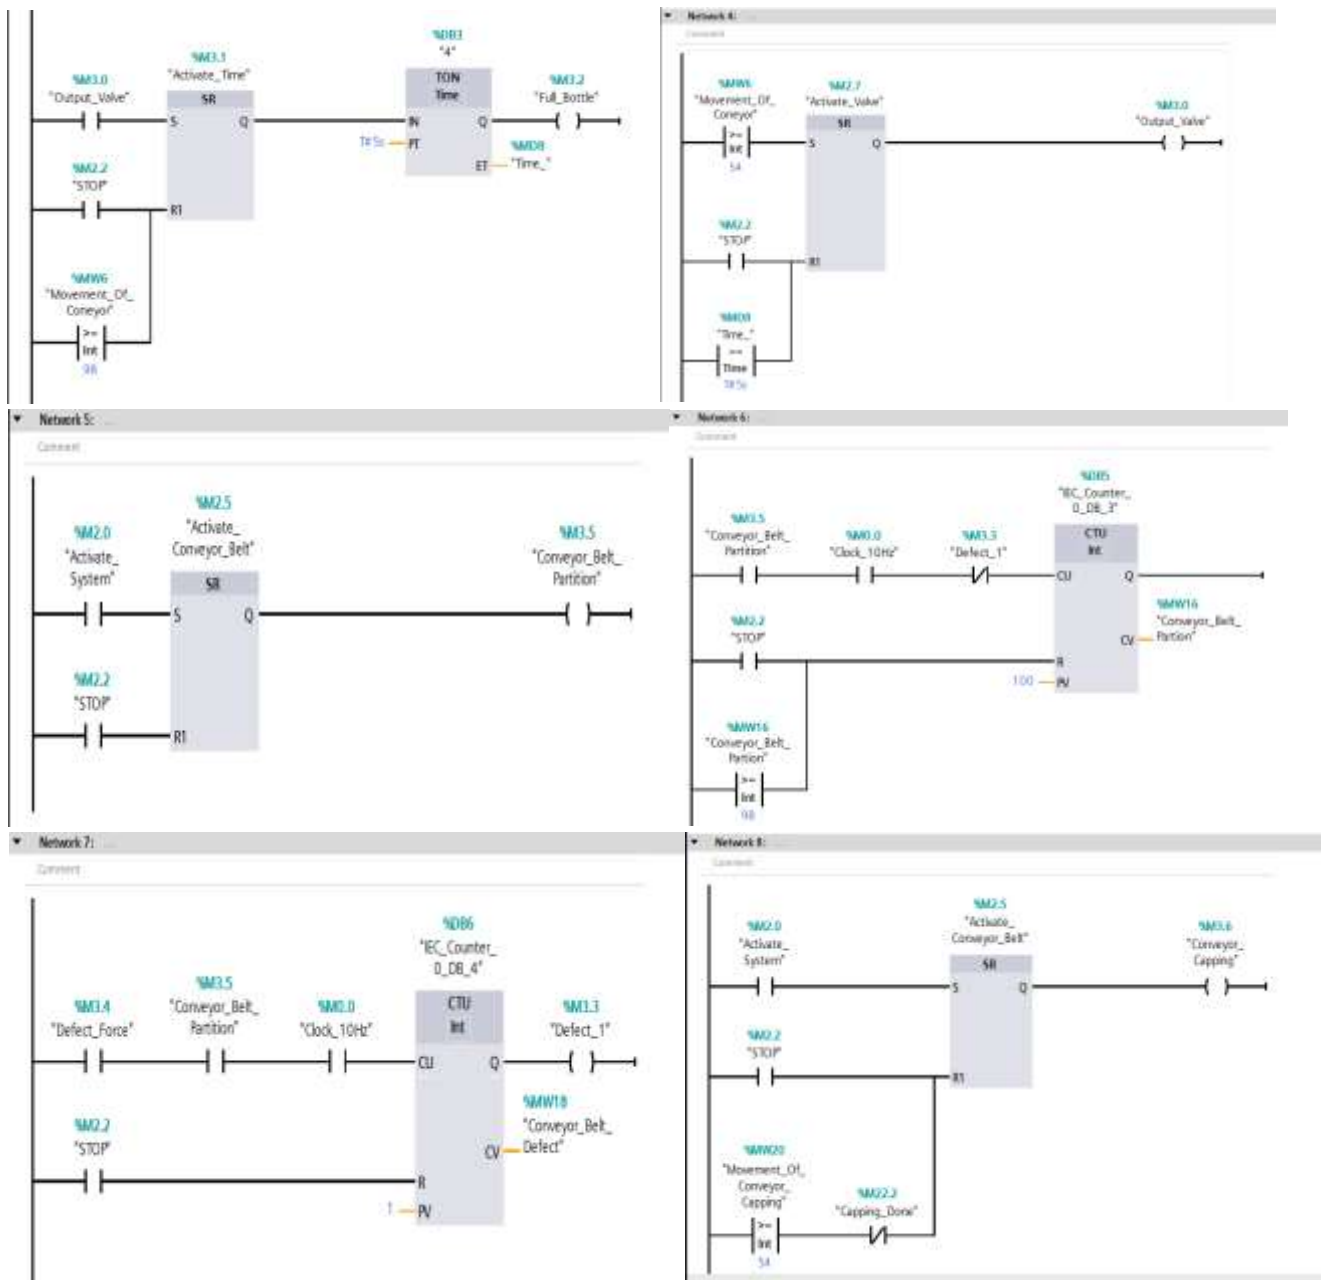 %M3.1
"Activate_Time"
SR
%M3.0
"Output_Valve"
S Q
%DB3
"4"
TON
Time
IN Q
T#5s PT
ET
%M3.2
"Full_Bottle"
%MD8
"Time_"
%M2.2
"STOP"
R1
%MW6
"Movement_Of_
Coneyor"
>=
Int
98
Network 4: ...
Comment
%MW6
"Movement_Of_
Coneyor"
>=
Int
54
%M2.7
"Activate_Valve"
SR
S Q
%M3.0
"Output_Valve"
%M2.2
"STOP"
R1
%MD8
"Time_"
==
Time
T#5s
Network 5: ...
Comment
%M2.0
"Activate_
System"
%M2.5
"Activate_
Conveyor_Belt"
SR
S Q
%M3.5
"Conveyor_Belt_
Partition"
%M2.2
"STOP"
R1
Network 6: ...
Comment
%M3.5
"Conveyor_Belt_
Partition"
%M0.0
"Clock_10Hz"
%M3.3
"Defect_1"
%DB5
"IEC_Counter_
0_DB_3"
CTU
Int
CU Q
%MW16
"Conveyor_Belt_
Partion"
CV
%M2.2
"STOP"
R
100 PV
%MW16
"Conveyor_Belt_
Partion"
>=
Int
98
Network 7: ...
Comment
%M3.4
"Defect_Force"
%M3.5
"Conveyor_Belt_
Partition"
%M0.0
"Clock_10Hz"
%DB6
"IEC_Counter_
0_DB_4"
CTU
Int
CU Q
%M3.3
"Defect_1"
%MW18
"Conveyor_Belt_
Defect"
CV
%M2.2
"STOP"
R
1 PV
Network 8: ...
Comment
%M2.0
"Activate_
System"
%M2.5
"Activate_
Conveyor_Belt"
SR
S Q
%M3.6
"Conveyor_
Capping"
%M2.2
"STOP"
R1
%MW20
"Movement_Of_
Conveyor_
Capping"
>=
Int
54
%M22.2
"Capping_Done"